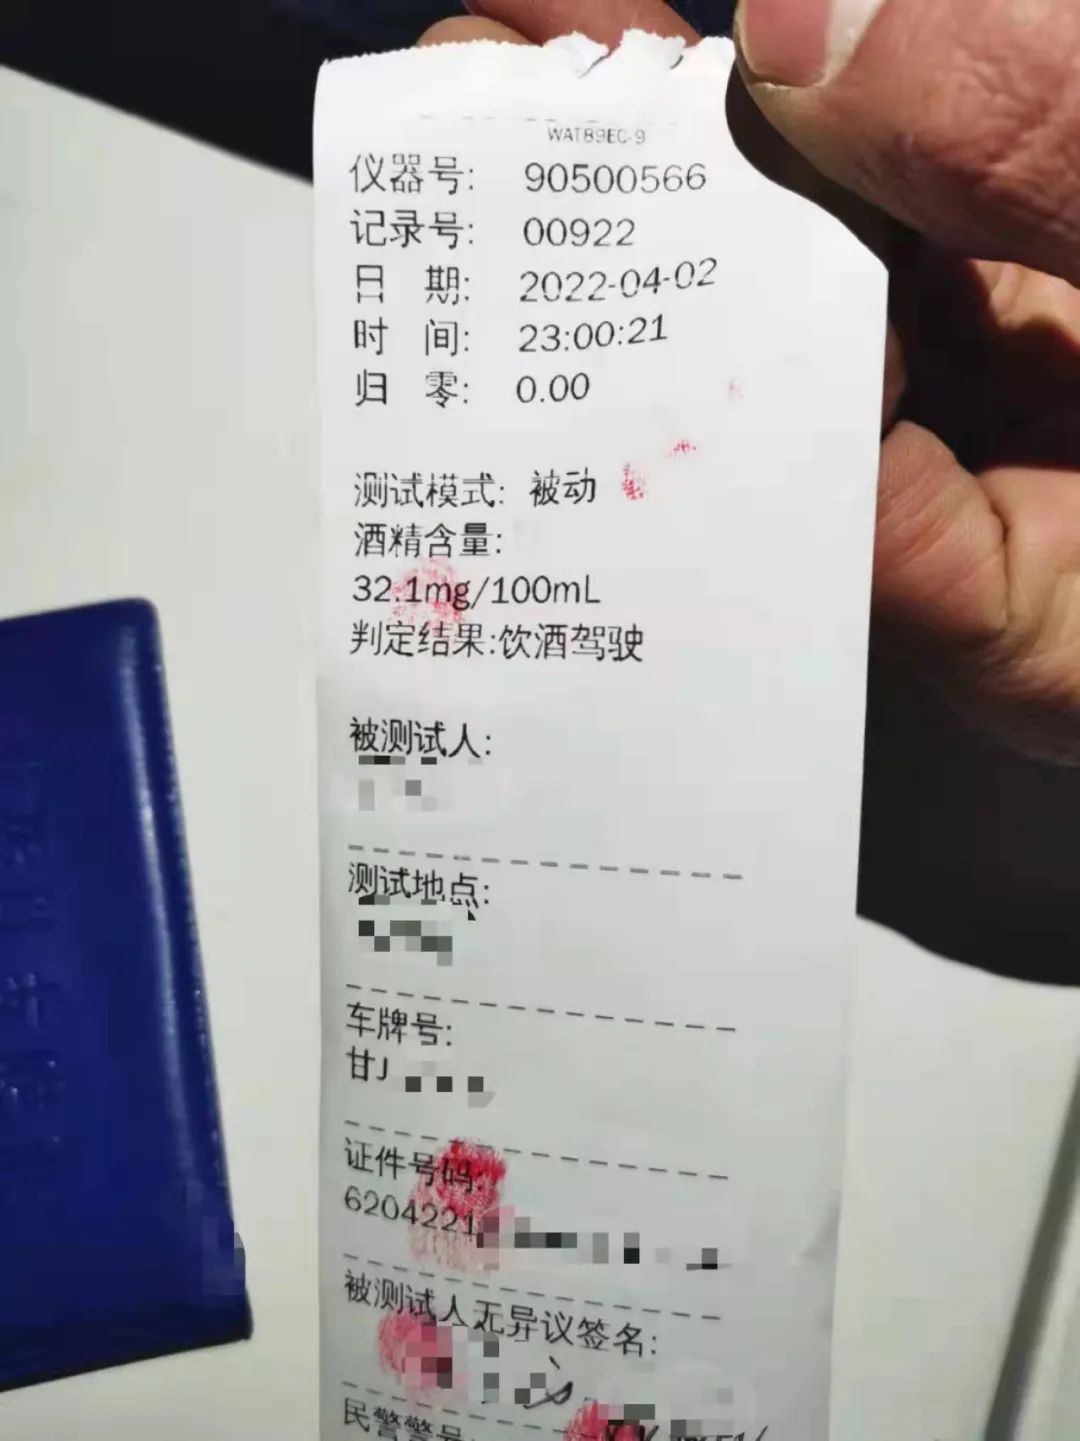 WAT89EC-9
仪器号: 90500566
记录号: 00922
日 期: 2022-04-02
时 间: 23:00:21
归 零: 0.00
测试模式: 被动
酒精含量:
32.1mg/100mL
判定结果:饮酒驾驶
被测试人:
测试地点:
车牌号:
甘J
证件号码:
6204221
被测试人无异议签名:
民警警号